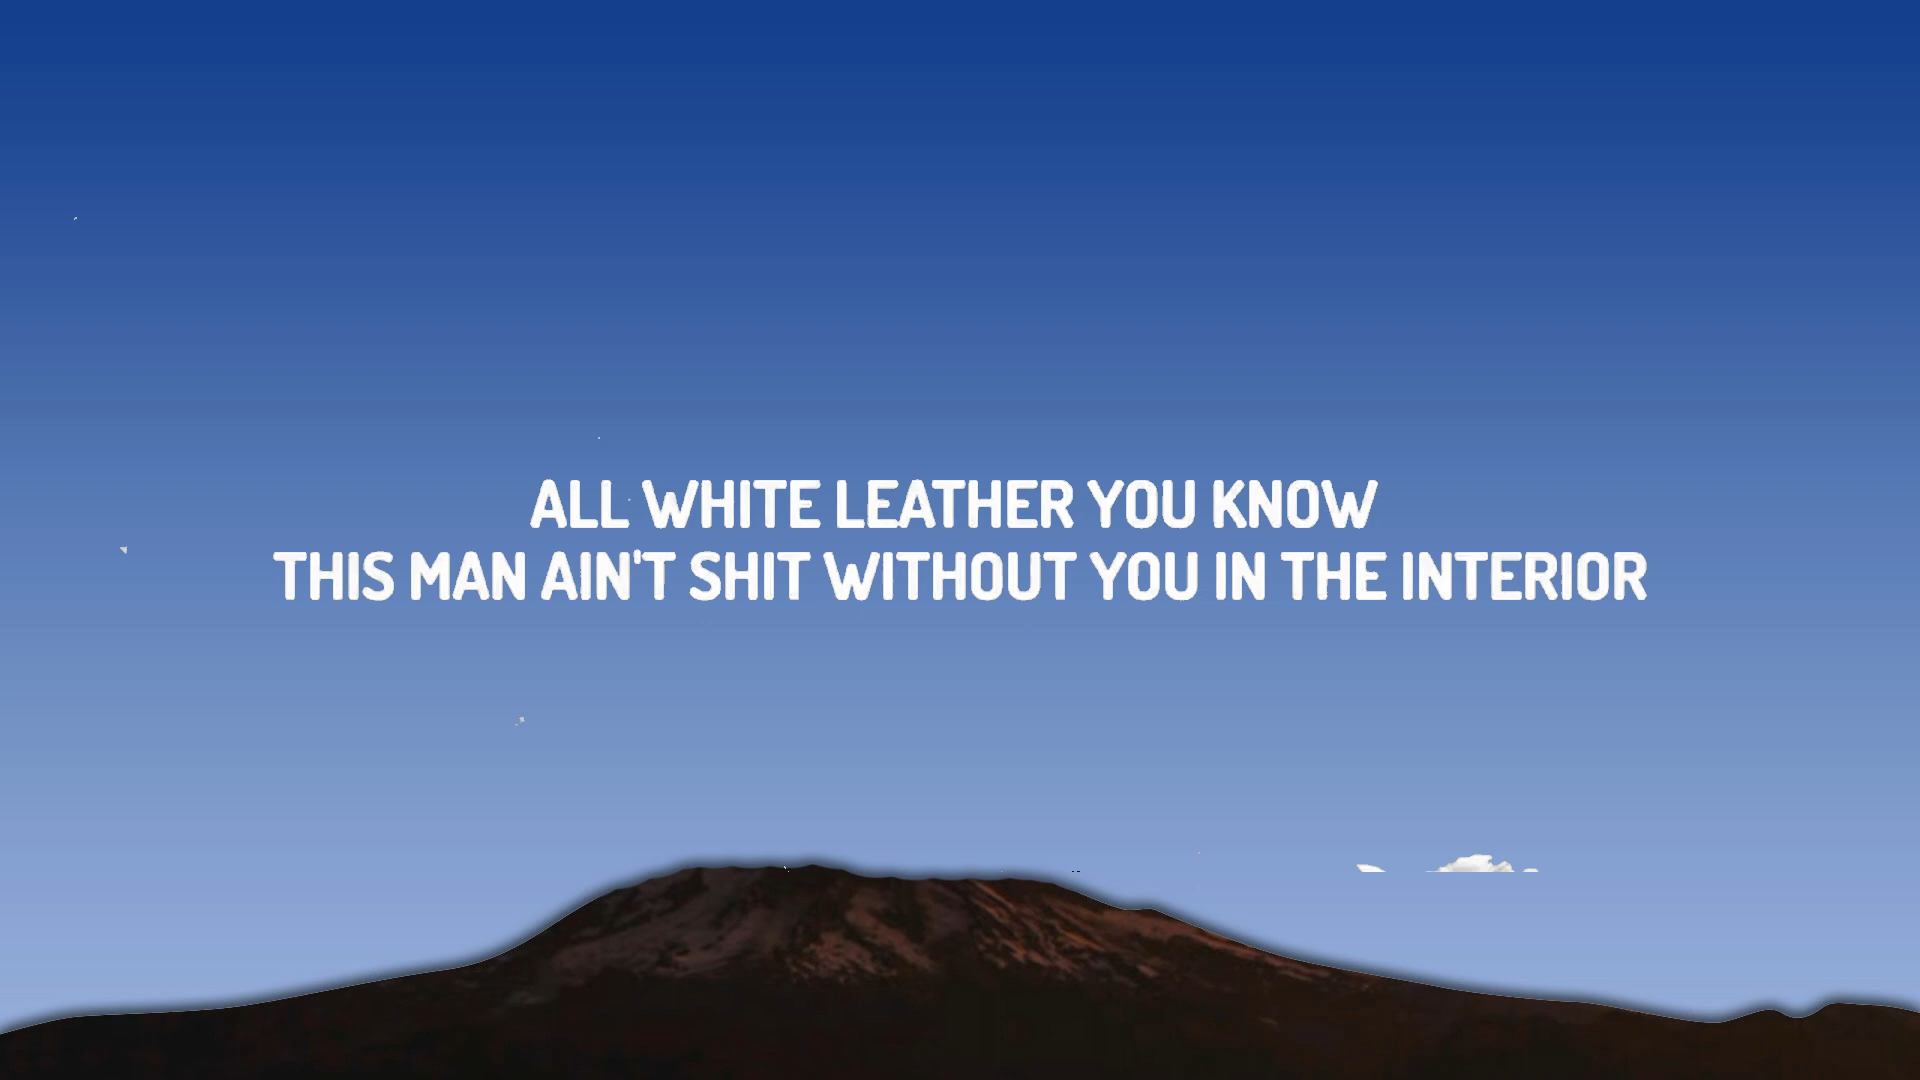 ALL WHITE LEATHER YOU KNOW
THIS MAN AIN'T SHIT WITHOUT YOU IN THE INTERIOR